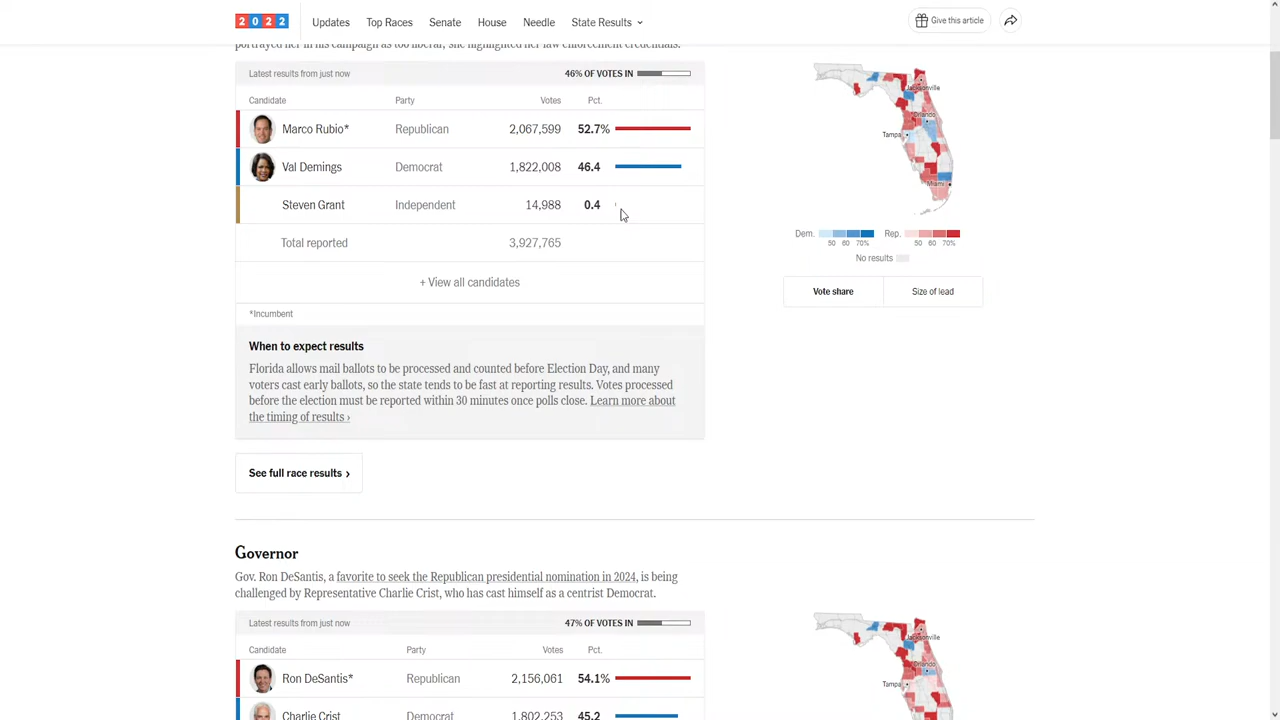 2022 Updates Top Races Senate House Needle State Results Give this article
portrayed her in his campaign as too liberal, she highlighted her law enforcement credentials.
Latest results from just now 46% OF VOTES IN
Candidate Party Votes Pct.
Marco Rubio* Republican 2,067,599 52.7%
Val Demings Democrat 1,822,008 46.4
Steven Grant Independent 14,988 0.4
Total reported 3,927,765
+ View all candidates
*Incumbent
When to expect results
Florida allows mail ballots to be processed and counted before Election Day, and many
voters cast early ballots, so the state tends to be fast at reporting results. Votes processed
before the election must be reported within 30 minutes once polls close. Learn more about
the timing of results ›
See full race results ›
Jacksonville
Orlando
Tampa
Miami
Dem. Rep.
50 60 70% 50 60 70%
No results
Vote share Size of lead
Governor
Gov. Ron DeSantis, a favorite to seek the Republican presidential nomination in 2024, is being
challenged by Representative Charlie Crist, who has cast himself as a centrist Democrat.
Latest results from just now 47% OF VOTES IN
Candidate Party Votes Pct.
Ron DeSantis* Republican 2,156,061 54.1%
Charlie Crist Democrat 1,802,253 45.2
Jacksonville
Orlando
Tampa